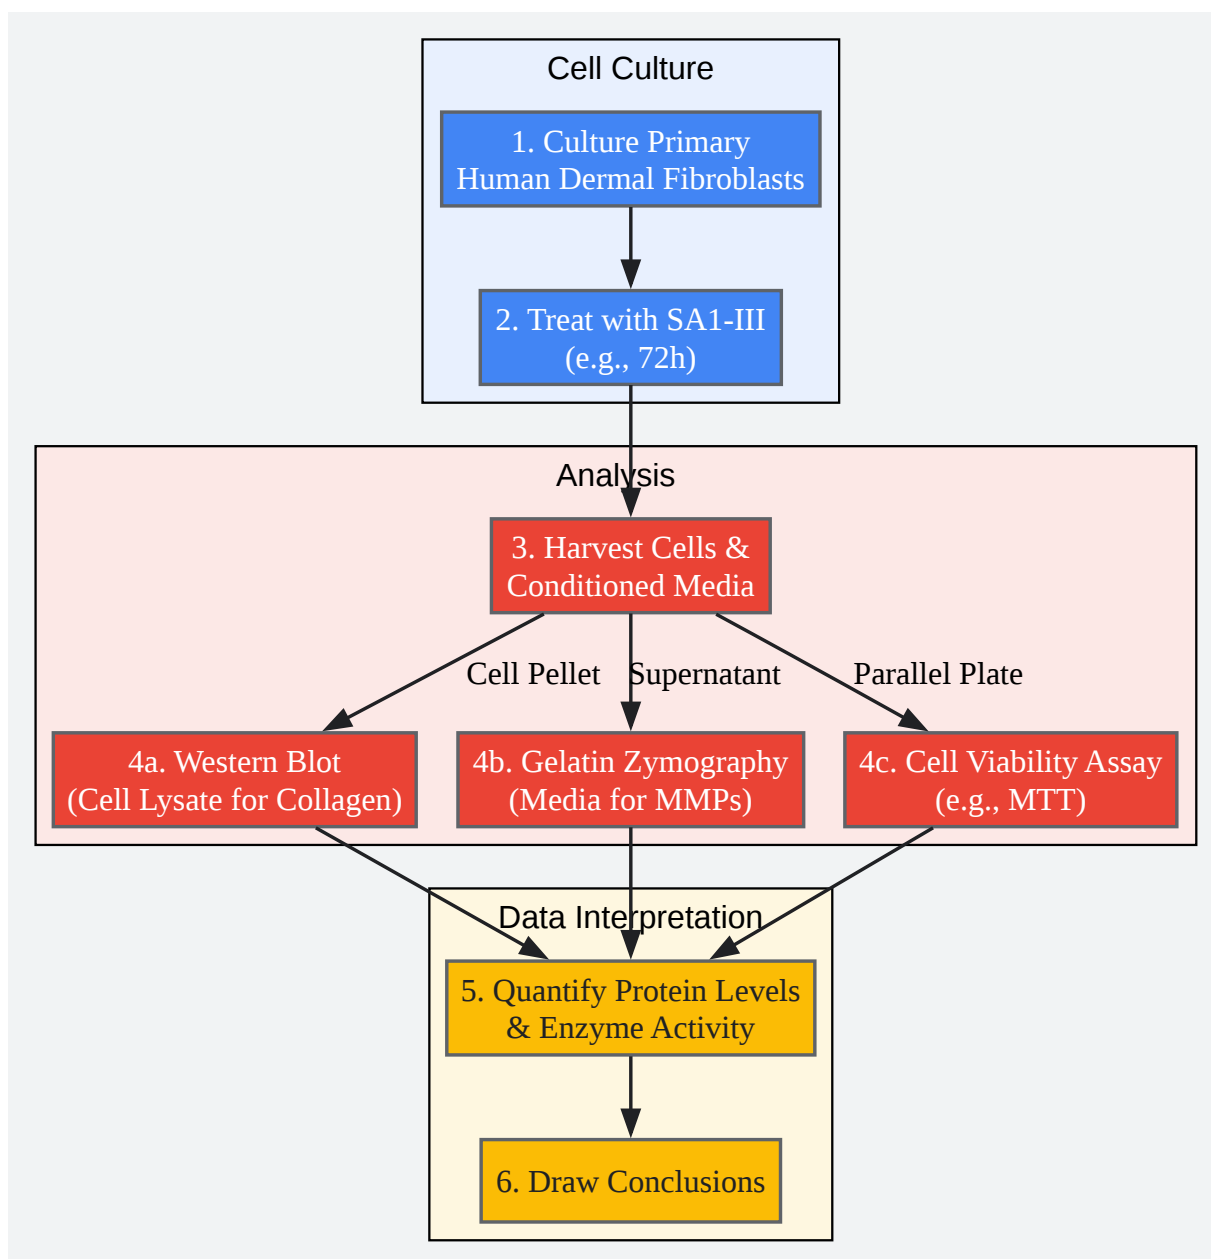 Cell Culture
1. Culture Primary
Human Dermal Fibroblasts
2. Treat with SA1-III
(e.g., 72h)
Analysis
3. Harvest Cells &
Conditioned Media
Cell Pellet
Supernatant
Parallel Plate
4a. Western Blot
(Cell Lysate for Collagen)
4b. Gelatin Zymography
(Media for MMPs)
4c. Cell Viability Assay
(e.g., MTT)
Data Interpretation
5. Quantify Protein Levels
& Enzyme Activity
6. Draw Conclusions